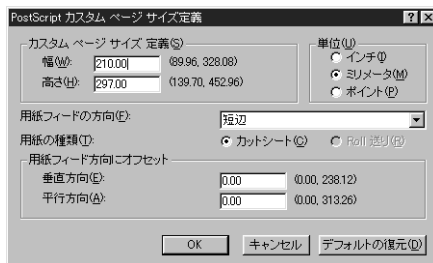 PostScript カスタム ページ サイズ定義
カスタム ページ サイズ 定義(S)
幅(W): 210.00 (89.96, 328.08)
高さ(H): 297.00 (139.70, 452.96)
単位(U)
インチ(I)
ミリメータ(M)
ポイント(P)
用紙フィードの方向(F): 短辺
用紙の種類(T): カットシート(C) Roll 送り(R)
用紙フィード方向にオフセット
垂直方向(E): 0.00 (0.00, 238.12)
平行方向(A): 0.00 (0.00, 313.26)
OK キャンセル デフォルトの復元(D)